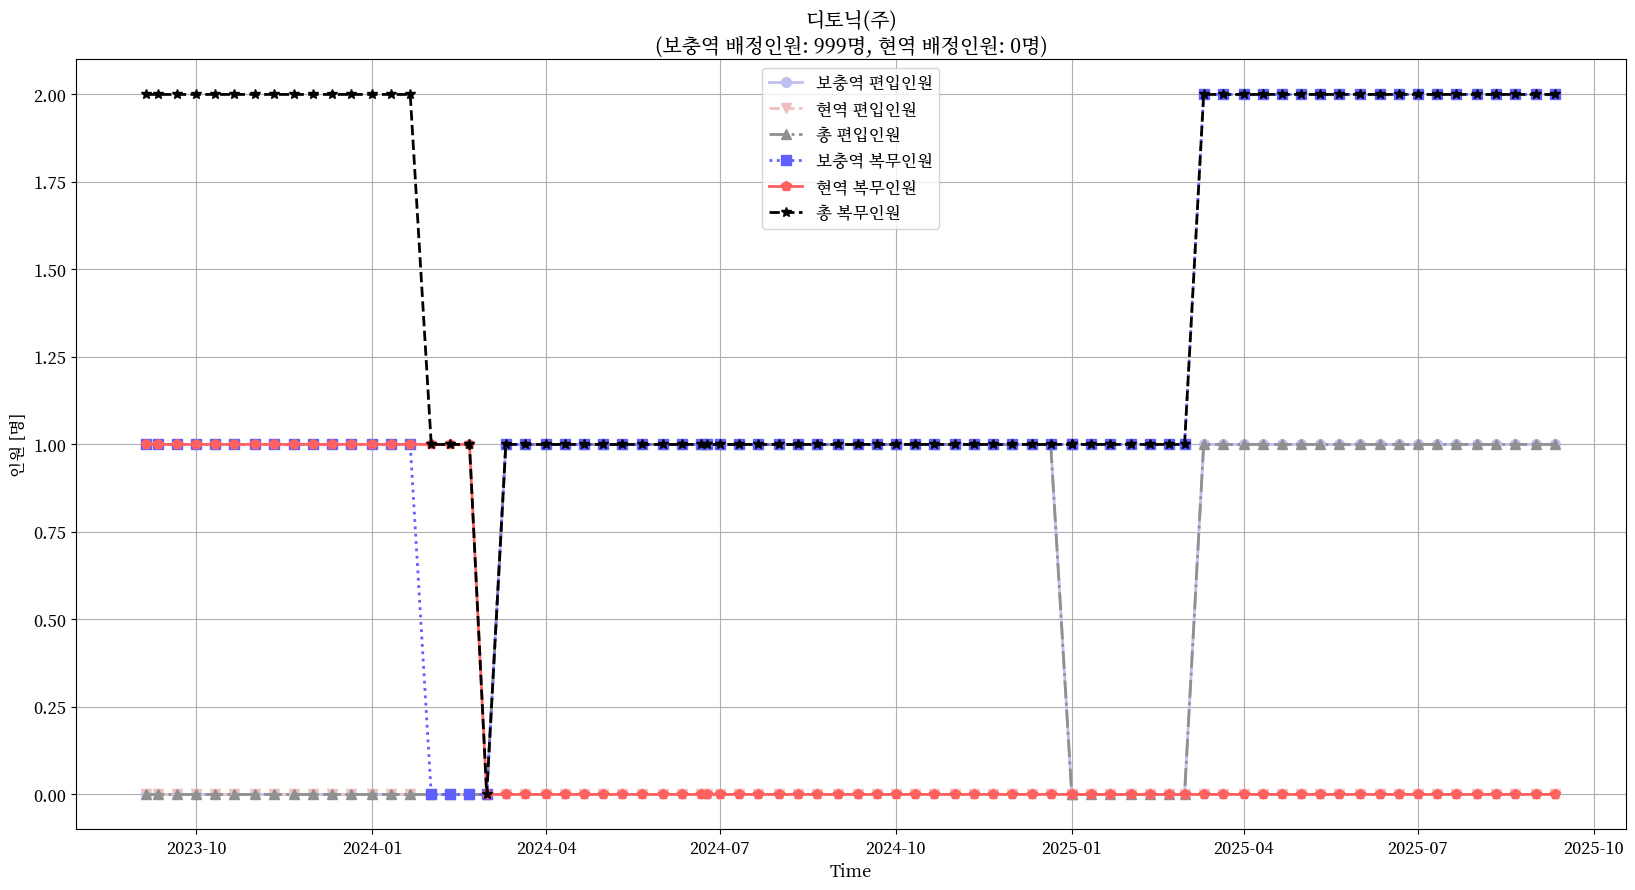 디토닉(주)
(보충역 배정인원: 999명, 현역 배정인원: 0명)
보충역 편입인원
현역 편입인원
총 편입인원
보충역 복무인원
현역 복무인원
총 복무인원
2.00
1.75
1.50
1.25
1.00
0.75
0.50
0.25
0.00
인원 [명]
2023-10 2024-01 2024-04 2024-07 2024-10 2025-01 2025-04 2025-07 2025-10
Time